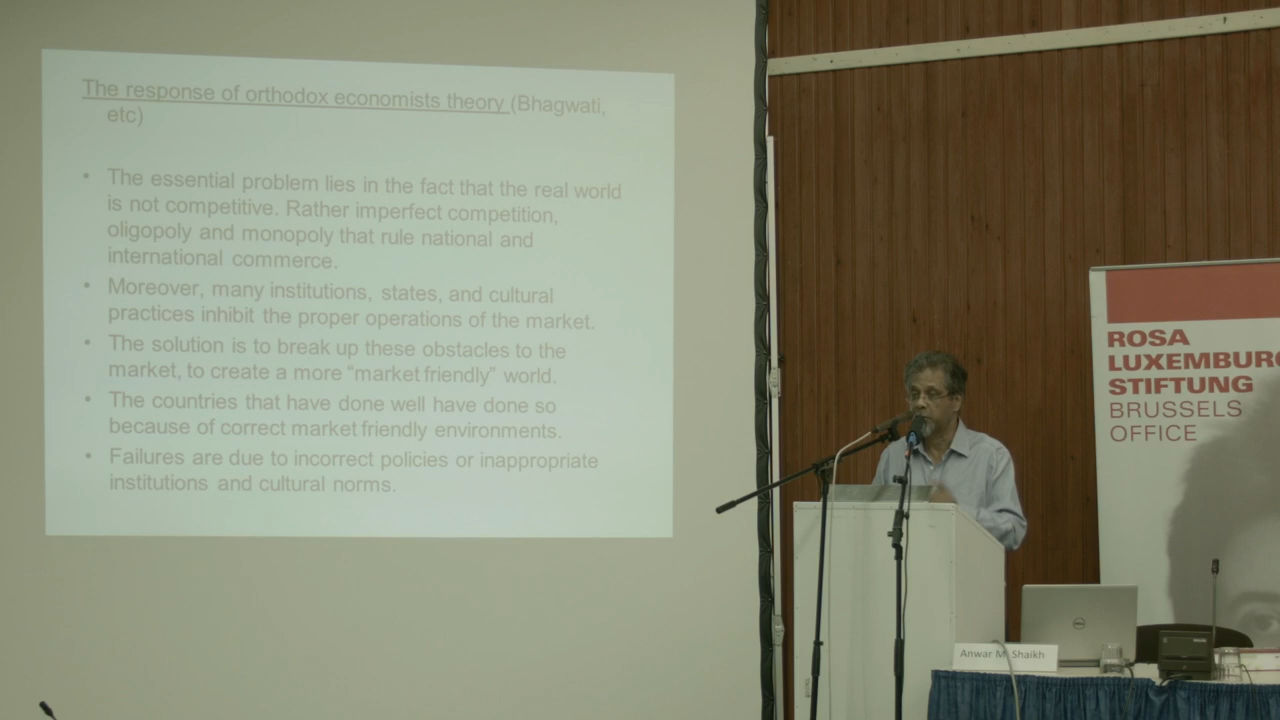 The response of orthodox economists theory (Bhagwati,
etc)
• The essential problem lies in the fact that the real world
is not competitive. Rather imperfect competition,
oligopoly and monopoly that rule national and
international commerce.
• Moreover, many institutions, states, and cultural
practices inhibit the proper operations of the market.
• The solution is to break up these obstacles to the
market, to create a more “market friendly” world.
• The countries that have done well have done so
because of correct market friendly environments.
• Failures are due to incorrect policies or inappropriate
institutions and cultural norms.
ROSA
LUXEMBURG
STIFTUNG
BRUSSELS
OFFICE
DELL
Anwar M. Shaikh